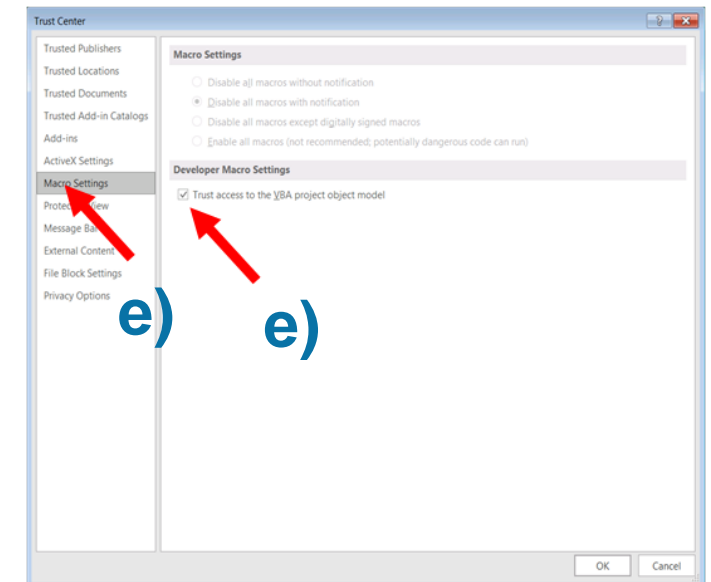 Trust Center
Trusted Publishers
Trusted Locations
Trusted Documents
Trusted Add-in Catalogs
Add-ins
ActiveX Settings
Macro Settings
Protec View
Message Ba
External Content
File Block Settings
Privacy Options
Macro Settings
Disable all macros without notification
Disable all macros with notification
Disable all macros except digitally signed macros
Enable all macros (not recommended; potentially dangerous code can run)
Developer Macro Settings
Trust access to the VBA project object model
e)
e)
OK
Cancel